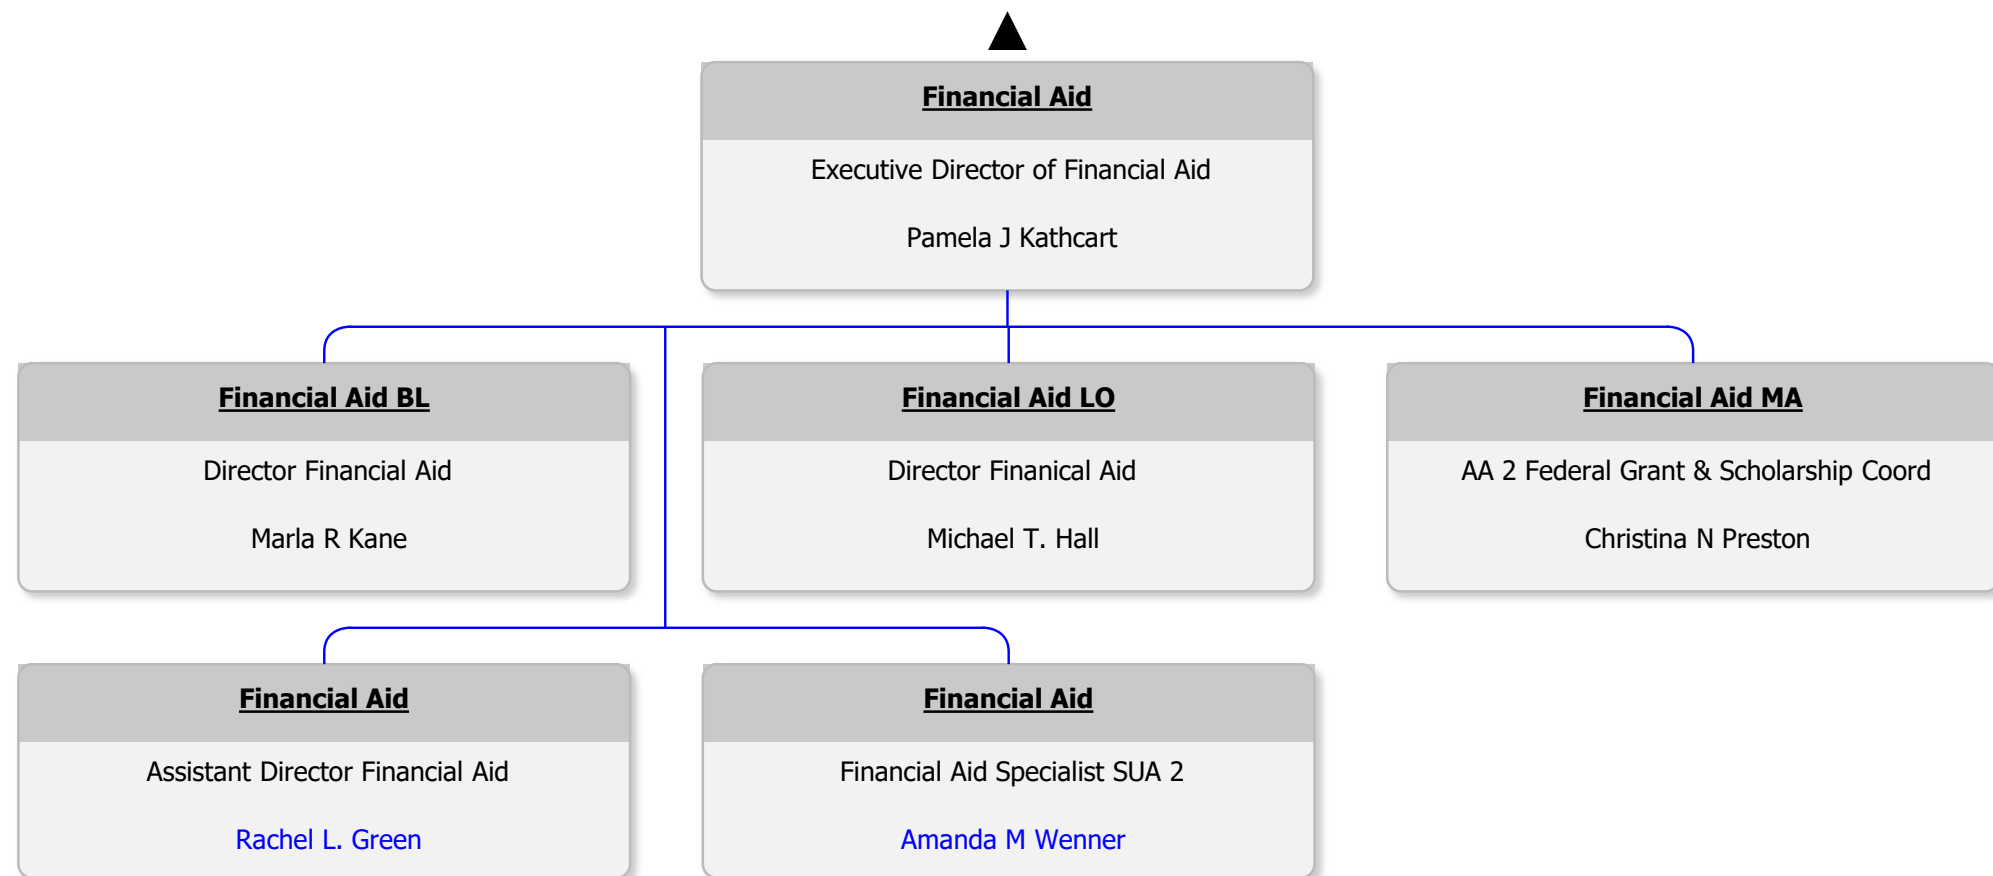 Financial Aid
Executive Director of Financial Aid
Pamela J Kathcart
Financial Aid BL
Director Financial Aid
Marla R Kane
Financial Aid LO
Director Finanical Aid
Michael T. Hall
Financial Aid MA
AA 2 Federal Grant & Scholarship Coord
Christina N Preston
Financial Aid
Assistant Director Financial Aid
Rachel L. Green
Financial Aid
Financial Aid Specialist SUA 2
Amanda M Wenner